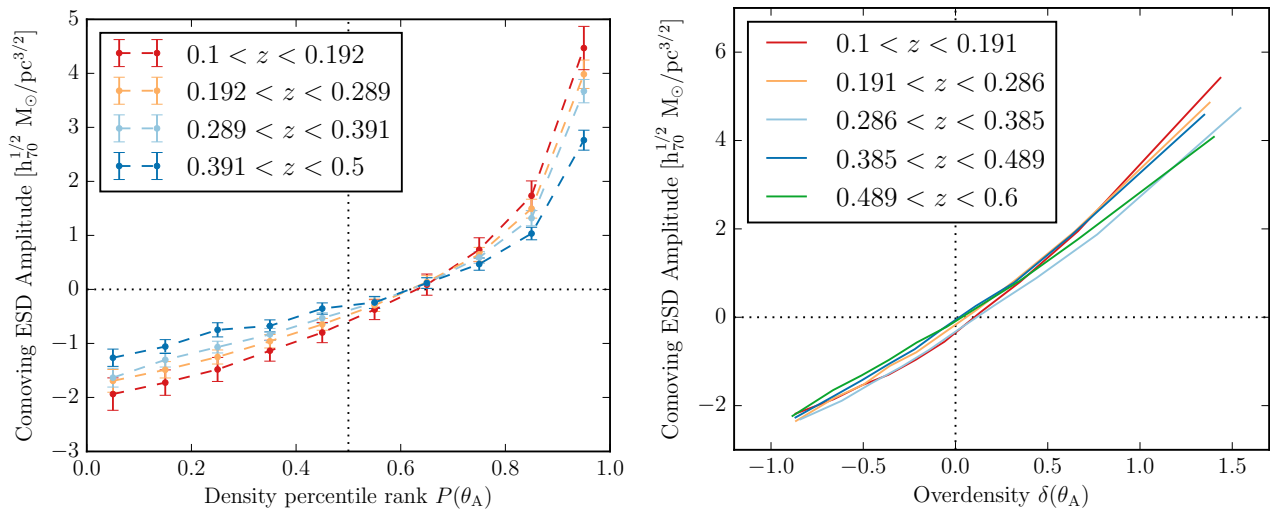 Comoving ESD Amplitude [h₇₀^{1/2} M⊙/pc^{3/2}]
5
4
3
2
1
0
−1
−2
−3
0.1 < z < 0.192
0.192 < z < 0.289
0.289 < z < 0.391
0.391 < z < 0.5
0.0 0.2 0.4 0.6 0.8 1.0
Density percentile rank P(θ_A)
Comoving ESD Amplitude [h₇₀^{1/2} M⊙/pc^{3/2}]
6
4
2
0
−2
0.1 < z < 0.191
0.191 < z < 0.286
0.286 < z < 0.385
0.385 < z < 0.489
0.489 < z < 0.6
−1.0 −0.5 0.0 0.5 1.0 1.5
Overdensity δ(θ_A)